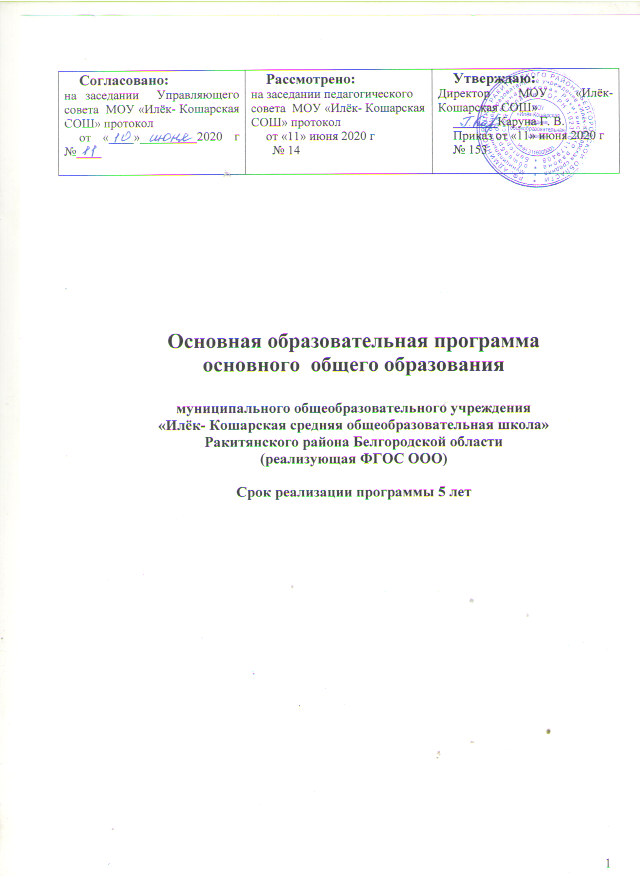 Согласовано:
на заседании Управляющего
совета МОУ «Илёк- Кошарская
СОШ» протокол
от «10» июня 2020 г
№ 11
Рассмотрено:
на заседании педагогического
совета МОУ «Илёк- Кошарская
СОШ» протокол
от «11» июня 2020 г
№ 14
Утверждаю:
Директор МОУ «Илёк-
Кошарская СОШ»
Каруна Г. В.
Приказ от «11» июня 2020 г
№ 153
Основная образовательная программа
основного общего образования
муниципального общеобразовательного учреждения
«Илёк- Кошарская средняя общеобразовательная школа»
Ракитянского района Белгородской области
(реализующая ФГОС ООО)
Срок реализации программы 5 лет
1